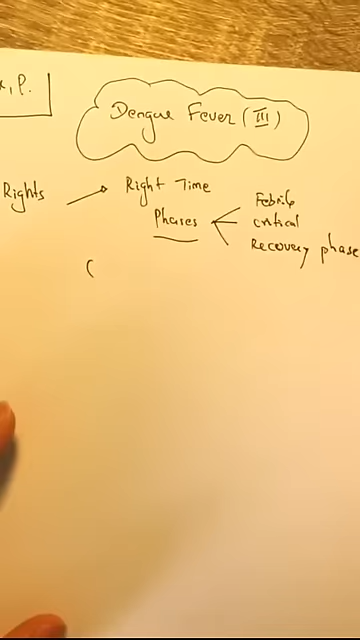 Dengue Fever (III)
Rights → Right Time
Phases
Febrile
critical
Recovery phase
(